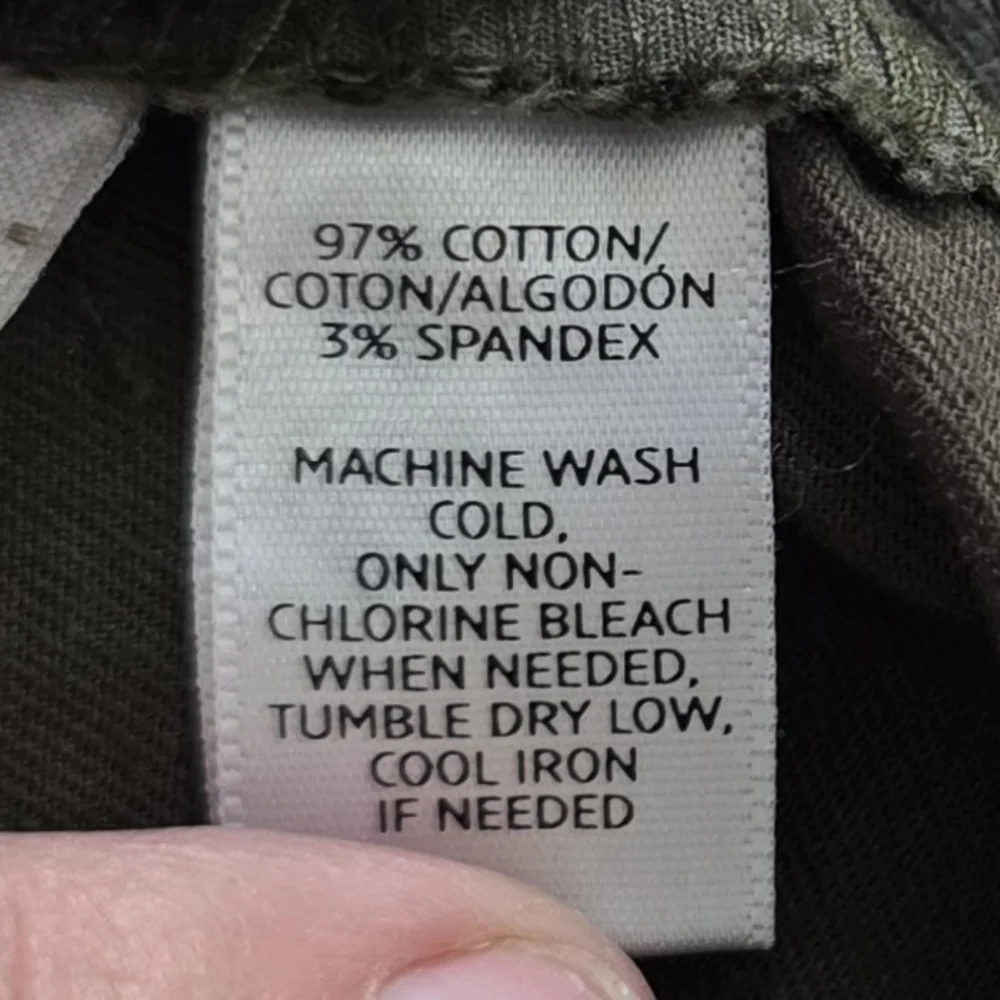 97% COTTON/
COTON/ALGODÓN
3% SPANDEX
MACHINE WASH
COLD,
ONLY NON-
CHLORINE BLEACH
WHEN NEEDED,
TUMBLE DRY LOW,
COOL IRON
IF NEEDED